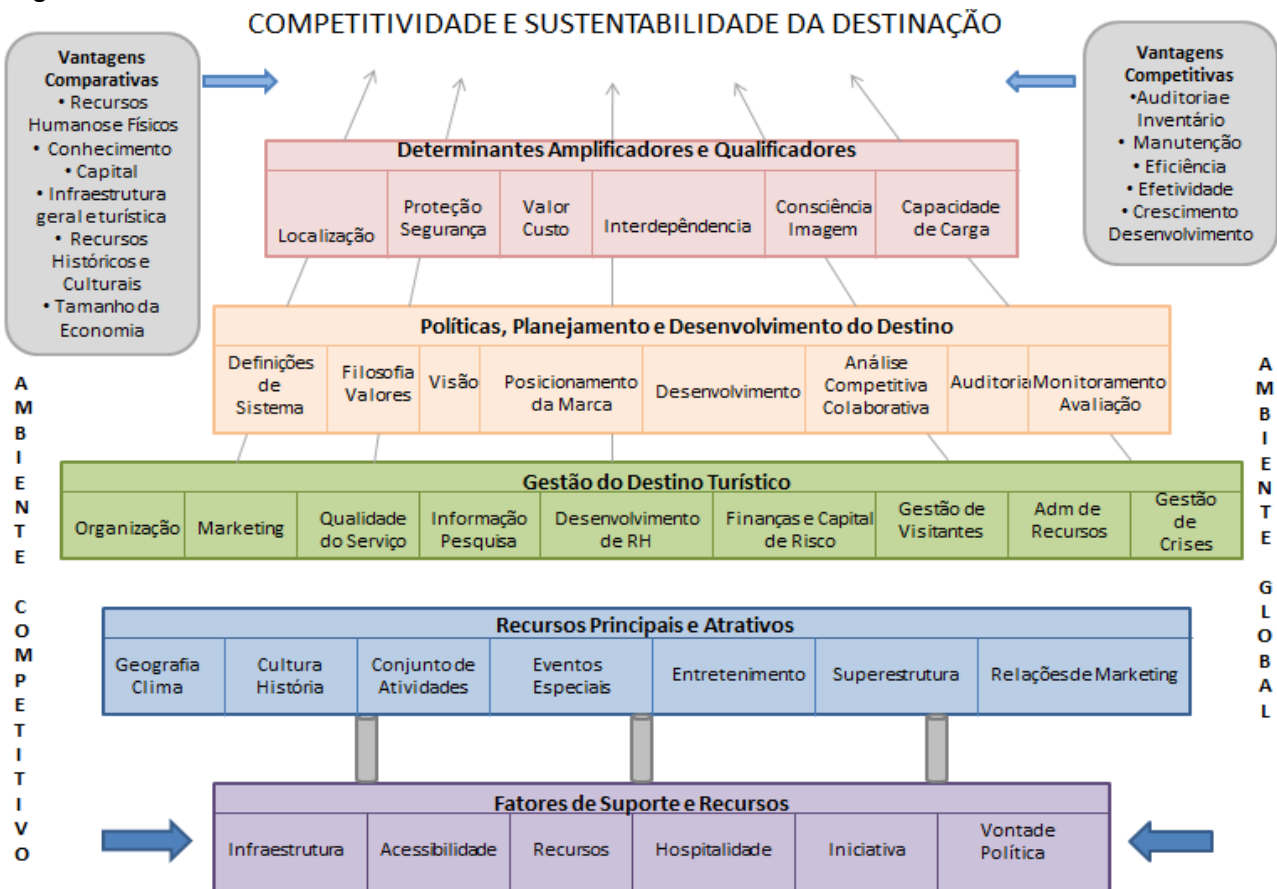 COMPETITIVIDADE E SUSTENTABILIDADE DA DESTINAÇÃO
Vantagens
Comparativas
• Recursos
Humanos e Físicos
• Conhecimento
• Capital
• Infraestrutura
geral e turística
• Recursos
Históricos e
Culturais
• Tamanho da
Economia
Vantagens
Competitivas
•Auditoria e
Inventário
• Manutenção
• Eficiência
• Efetividade
• Crescimento
Desenvolvimento
Determinantes Amplificadores e Qualificadores
Localização
Proteção
Segurança
Valor
Custo
Interdepêndencia
Consciência
Imagem
Capacidade
de Carga
Políticas, Planejamento e Desenvolvimento do Destino
Definições
de
Sistema
Filosofia
Valores
Visão
Posicionamento
da Marca
Desenvolvimento
Análise
Competitiva
Colaborativa
Auditoria
Monitoramento
Avaliação
Gestão do Destino Turístico
Organização
Marketing
Qualidade
do Serviço
Informação
Pesquisa
Desenvolvimento
de RH
Finanças e Capital
de Risco
Gestão de
Visitantes
Adm de
Recursos
Gestão
de
Crises
Recursos Principais e Atrativos
Geografia
Clima
Cultura
História
Conjunto de
Atividades
Eventos
Especiais
Entretenimento
Superestrutura
Relações de Marketing
Fatores de Suporte e Recursos
Infraestrutura
Acessibilidade
Recursos
Hospitalidade
Iniciativa
Vontade
Política
AMBIENTE COMPETITIVO
AMBIENTE GLOBAL